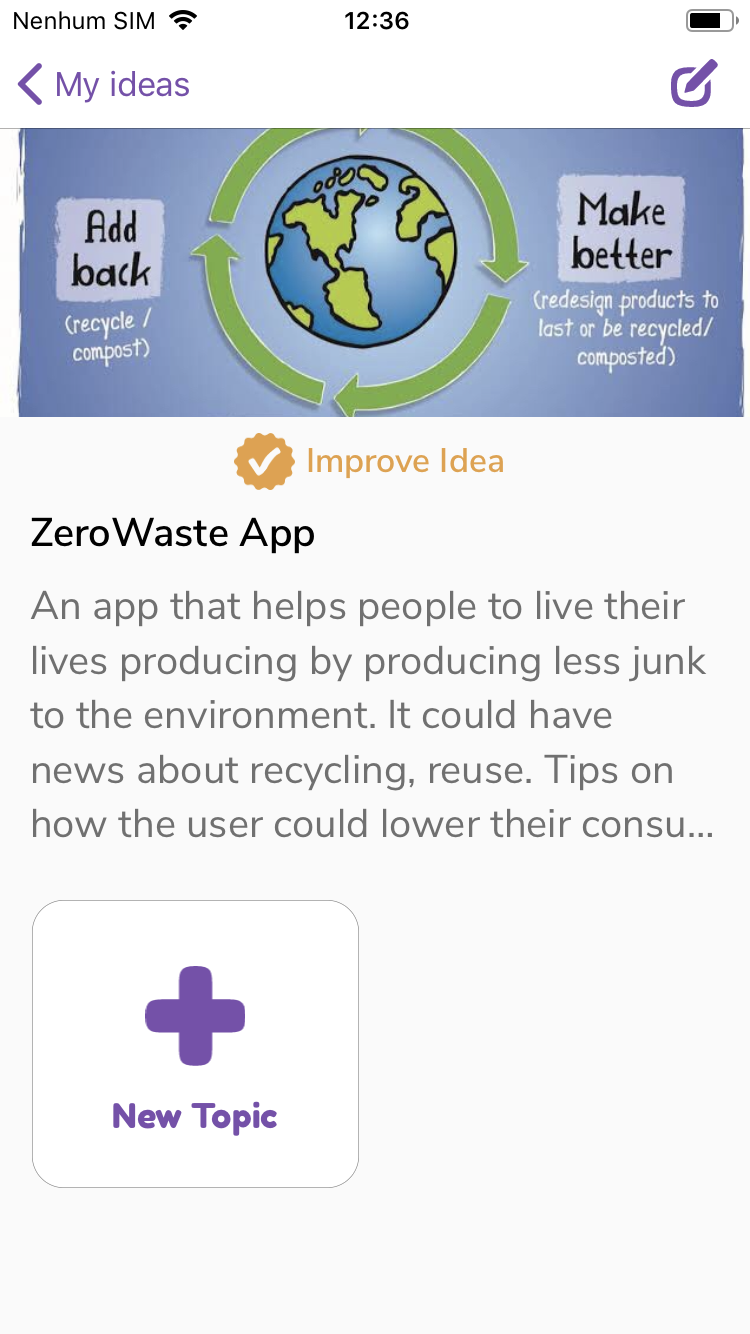 Nenhum SIM 12:36
My ideas
Add
back
(recycle /
compost)
Make
better
(redesign products to
last or be recycled/
composted)
Improve Idea
ZeroWaste App
An app that helps people to live their
lives producing by producing less junk
to the environment. It could have
news about recycling, reuse. Tips on
how the user could lower their consu...
New Topic